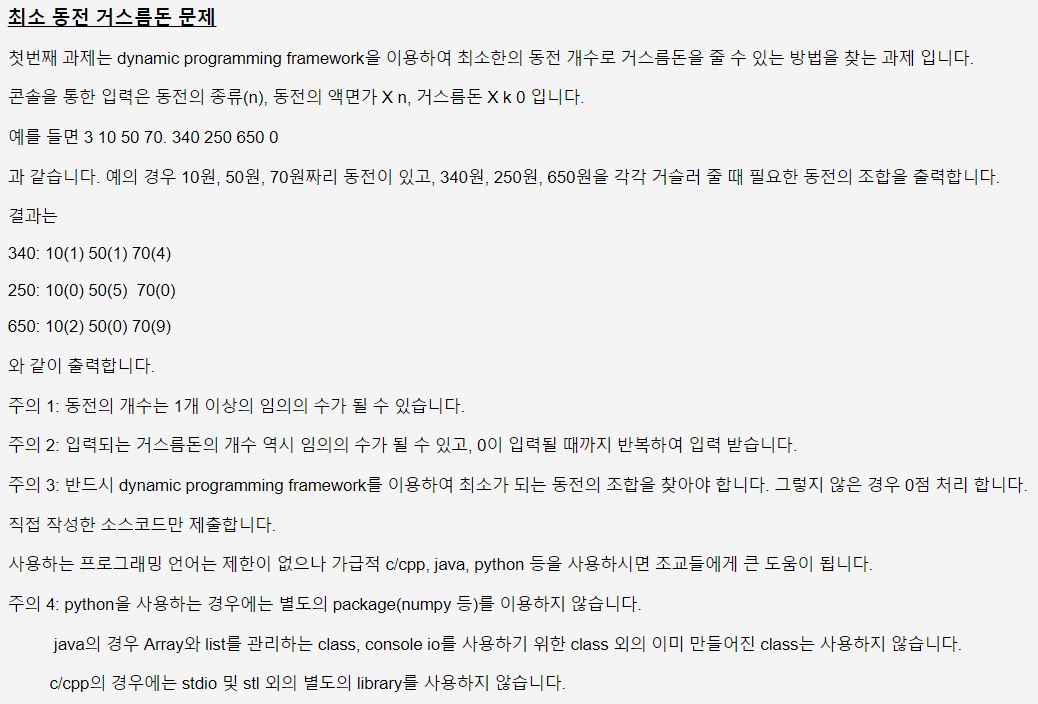 최소 동전 거스름돈 문제
첫번째 과제는 dynamic programming framework을 이용하여 최소한의 동전 개수로 거스름돈을 줄 수 있는 방법을 찾는 과제 입니다.
콘솔을 통한 입력은 동전의 종류(n), 동전의 액면가 X n, 거스름돈 X k 0 입니다.
예를 들면 3 10 50 70. 340 250 650 0
과 같습니다. 예의 경우 10원, 50원, 70원짜리 동전이 있고, 340원, 250원, 650원을 각각 거슬러 줄 때 필요한 동전의 조합을 출력합니다.
결과는
340: 10(1) 50(1) 70(4)
250: 10(0) 50(5)  70(0)
650: 10(2) 50(0) 70(9)
와 같이 출력합니다.
주의 1: 동전의 개수는 1개 이상의 임의의 수가 될 수 있습니다.
주의 2: 입력되는 거스름돈의 개수 역시 임의의 수가 될 수 있고, 0이 입력될 때까지 반복하여 입력 받습니다.
주의 3: 반드시 dynamic programming framework를 이용하여 최소가 되는 동전의 조합을 찾아야 합니다. 그렇지 않은 경우 0점 처리 합니다.
직접 작성한 소스코드만 제출합니다.
사용하는 프로그래밍 언어는 제한이 없으나 가급적 c/cpp, java, python 등을 사용하시면 조교들에게 큰 도움이 됩니다.
주의 4: python을 사용하는 경우에는 별도의 package(numpy 등)를 이용하지 않습니다.
java의 경우 Array와 list를 관리하는 class, console io를 사용하기 위한 class 외의 이미 만들어진 class는 사용하지 않습니다.
c/cpp의 경우에는 stdio 및 stl 외의 별도의 library를 사용하지 않습니다.